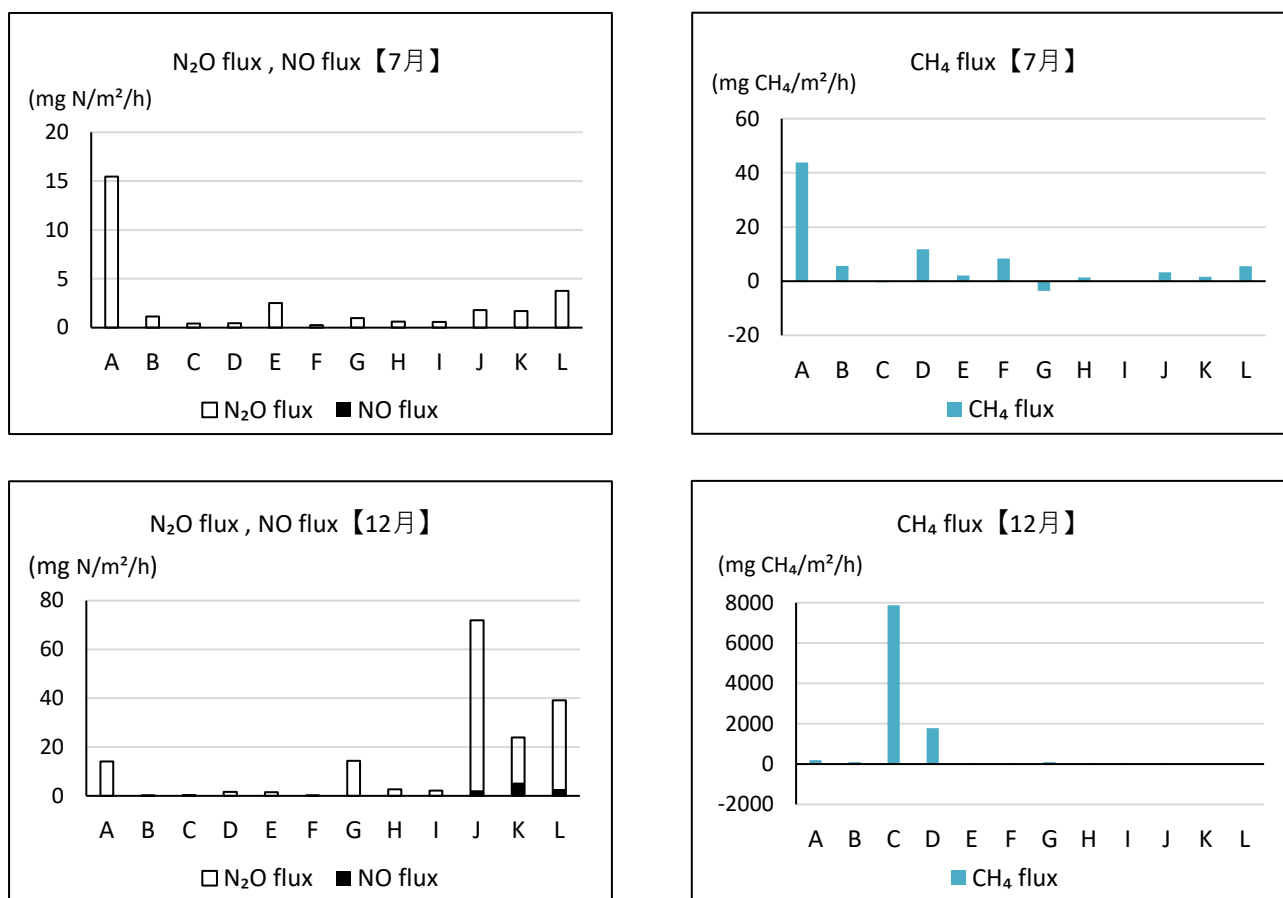 N₂O flux , NO flux【7月】
(mg N/m²/h)
20
15
10
5
0
A B C D E F G H I J K L
N₂O flux NO flux
CH₄ flux【7月】
(mg CH₄/m²/h)
60
40
20
0
-20
A B C D E F G H I J K L
CH₄ flux
N₂O flux , NO flux【12月】
(mg N/m²/h)
80
60
40
20
0
A B C D E F G H I J K L
N₂O flux NO flux
CH₄ flux【12月】
(mg CH₄/m²/h)
8000
6000
4000
2000
0
-2000
A B C D E F G H I J K L
CH₄ flux